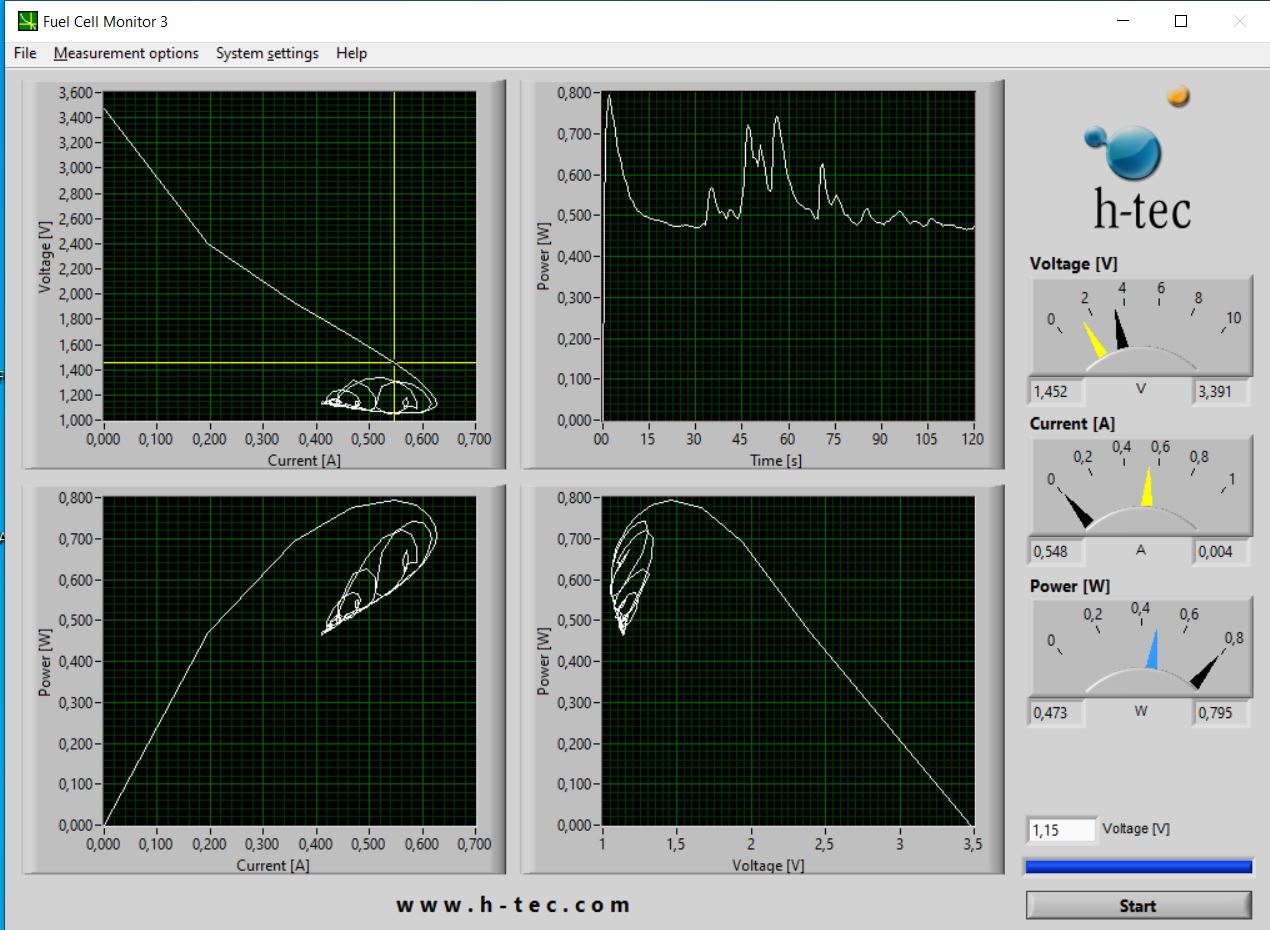 Fuel Cell Monitor 3
File Measurement options System settings Help
3,600
3,400
3,200
3,000
2,800
2,600
2,400
2,200
2,000
1,800
1,600
1,400
1,200
1,000
Voltage [V]
0,000 0,100 0,200 0,300 0,400 0,500 0,600 0,700
Current [A]
0,800
0,700
0,600
0,500
0,400
0,300
0,200
0,100
0,000
Power [W]
00 15 30 45 60 75 90 105 120
Time [s]
0,800
0,700
0,600
0,500
0,400
0,300
0,200
0,100
0,000
Power [W]
0,000 0,100 0,200 0,300 0,400 0,500 0,600 0,700
Current [A]
0,800
0,700
0,600
0,500
0,400
0,300
0,200
0,100
0,000
Power [W]
1 1,5 2 2,5 3 3,5
Voltage [V]
h-tec
Voltage [V]
0 2 4 6 8 10
1,452 V 3,391
Current [A]
0 0,2 0,4 0,6 0,8 1
0,548 A 0,004
Power [W]
0 0,2 0,4 0,6 0,8
0,473 W 0,795
1,15 Voltage [V]
Start
www.h-tec.com